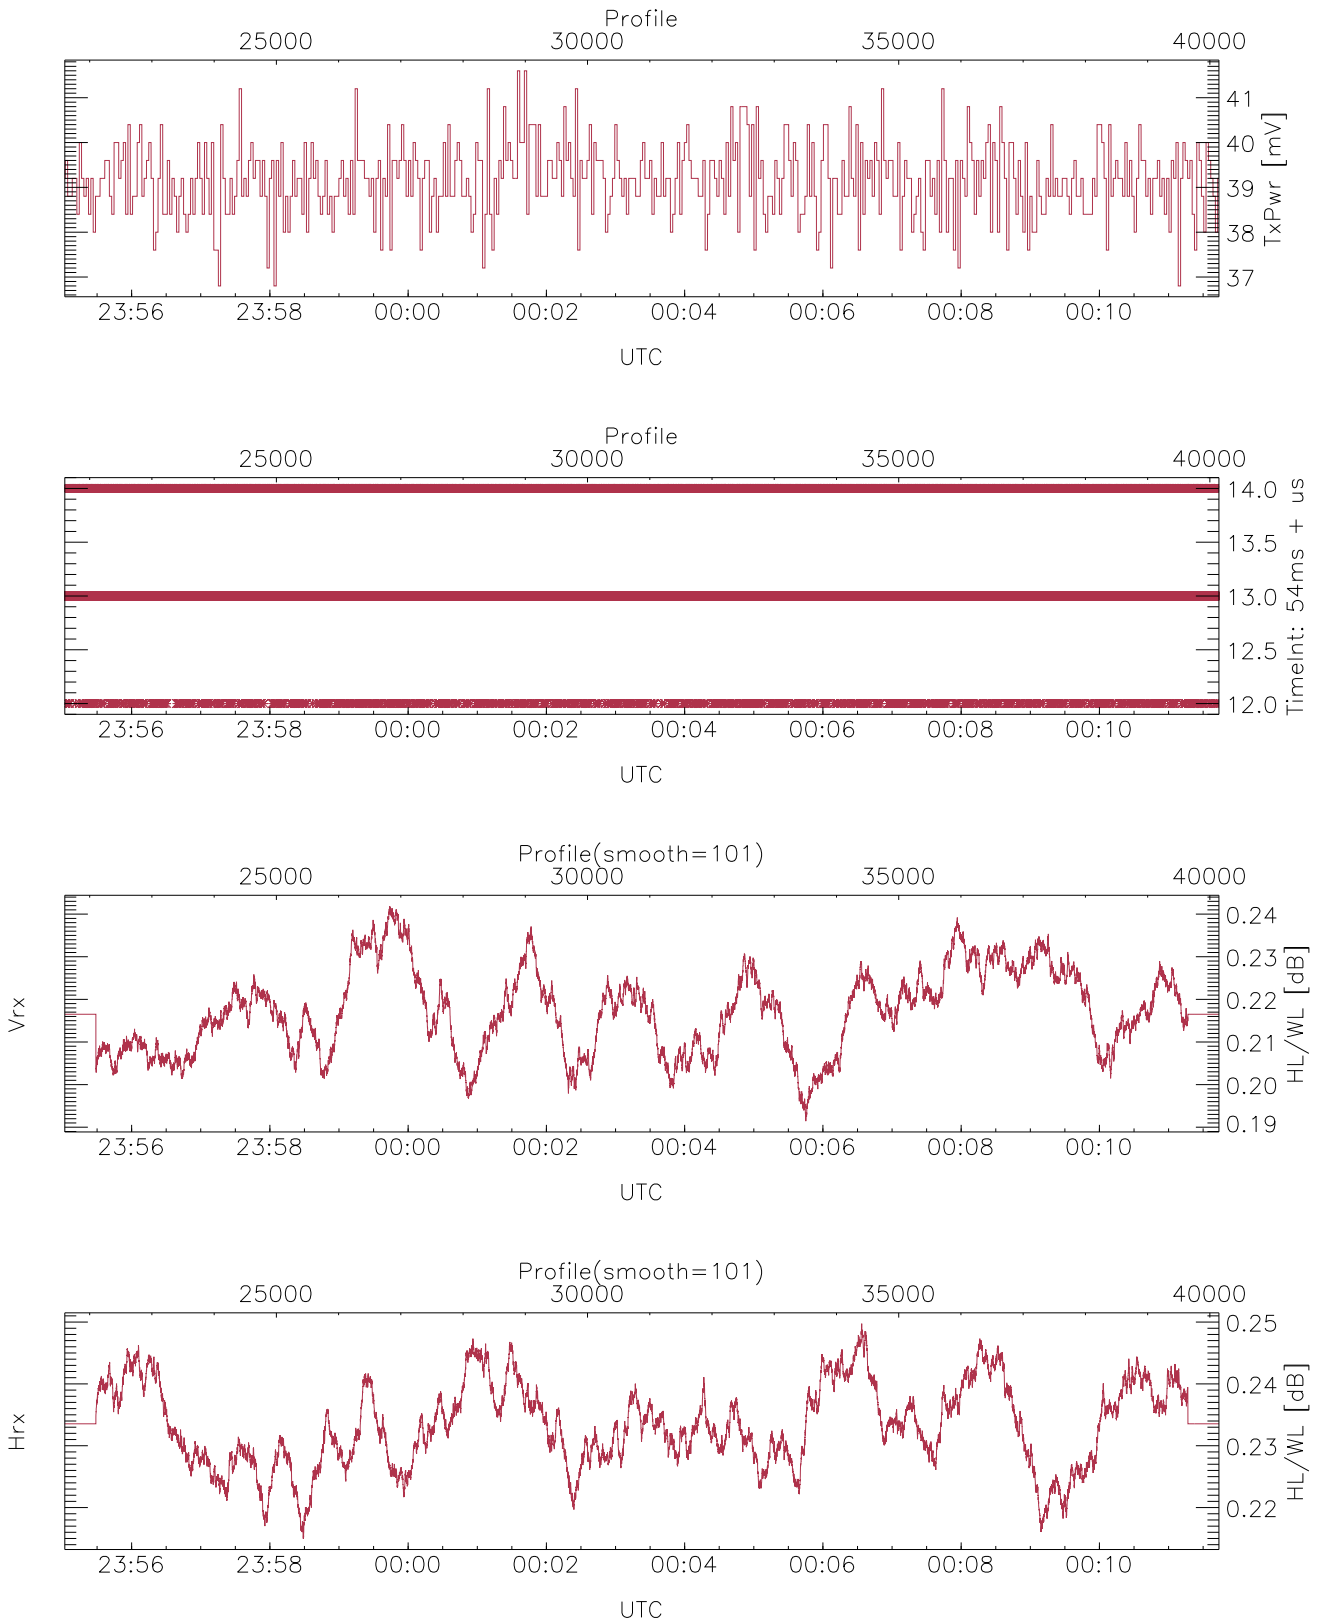 Profile
25000 30000 35000 40000
41
40
39
38
37
TxPwr [mV]
23:56 23:58 00:00 00:02 00:04 00:06 00:08 00:10
UTC
Profile
25000 30000 35000 40000
14.0
13.5
13.0
12.5
12.0
TimeInt: 54ms + us
23:56 23:58 00:00 00:02 00:04 00:06 00:08 00:10
UTC
Profile(smooth=101)
25000 30000 35000 40000
Vrx
0.24
0.23
0.22
0.21
0.20
0.19
HL/WL [dB]
23:56 23:58 00:00 00:02 00:04 00:06 00:08 00:10
UTC
Profile(smooth=101)
25000 30000 35000 40000
Hrx
0.25
0.24
0.23
0.22
HL/WL [dB]
23:56 23:58 00:00 00:02 00:04 00:06 00:08 00:10
UTC